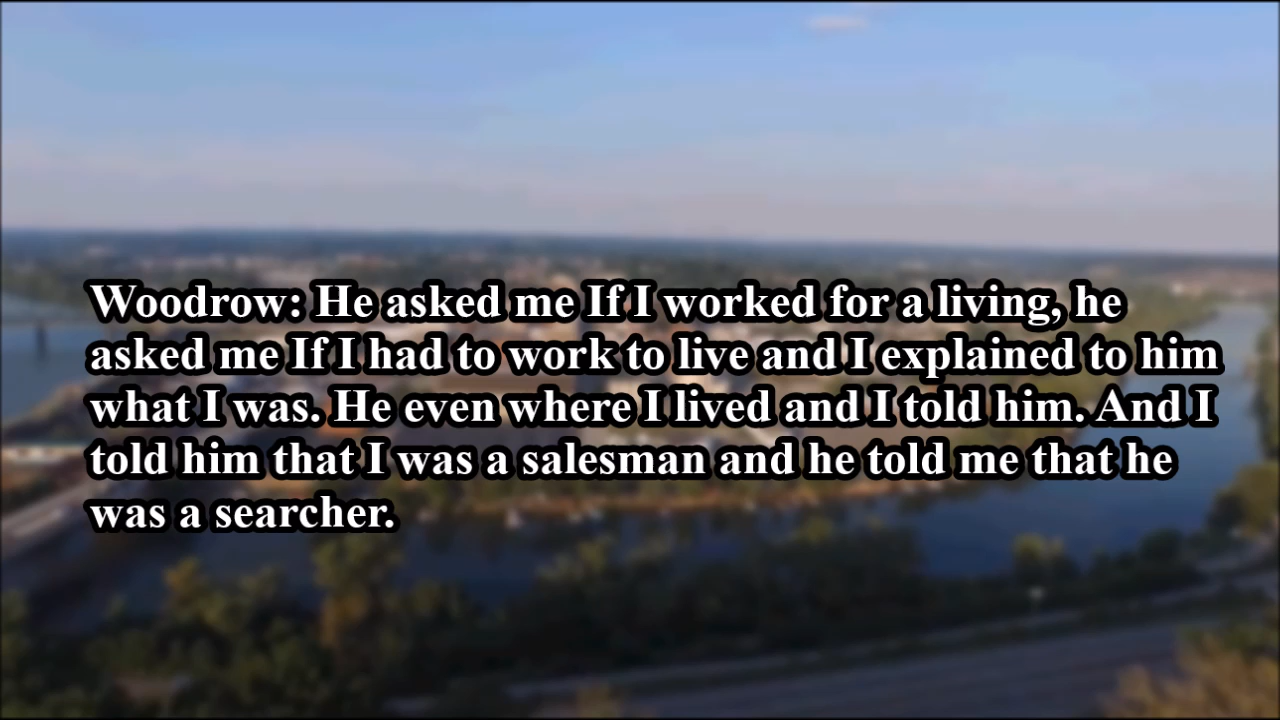 Woodrow: He asked me If I worked for a living, he
asked me If I had to work to live and I explained to him
what I was. He even where I lived and I told him. And I
told him that I was a salesman and he told me that he
was a searcher.